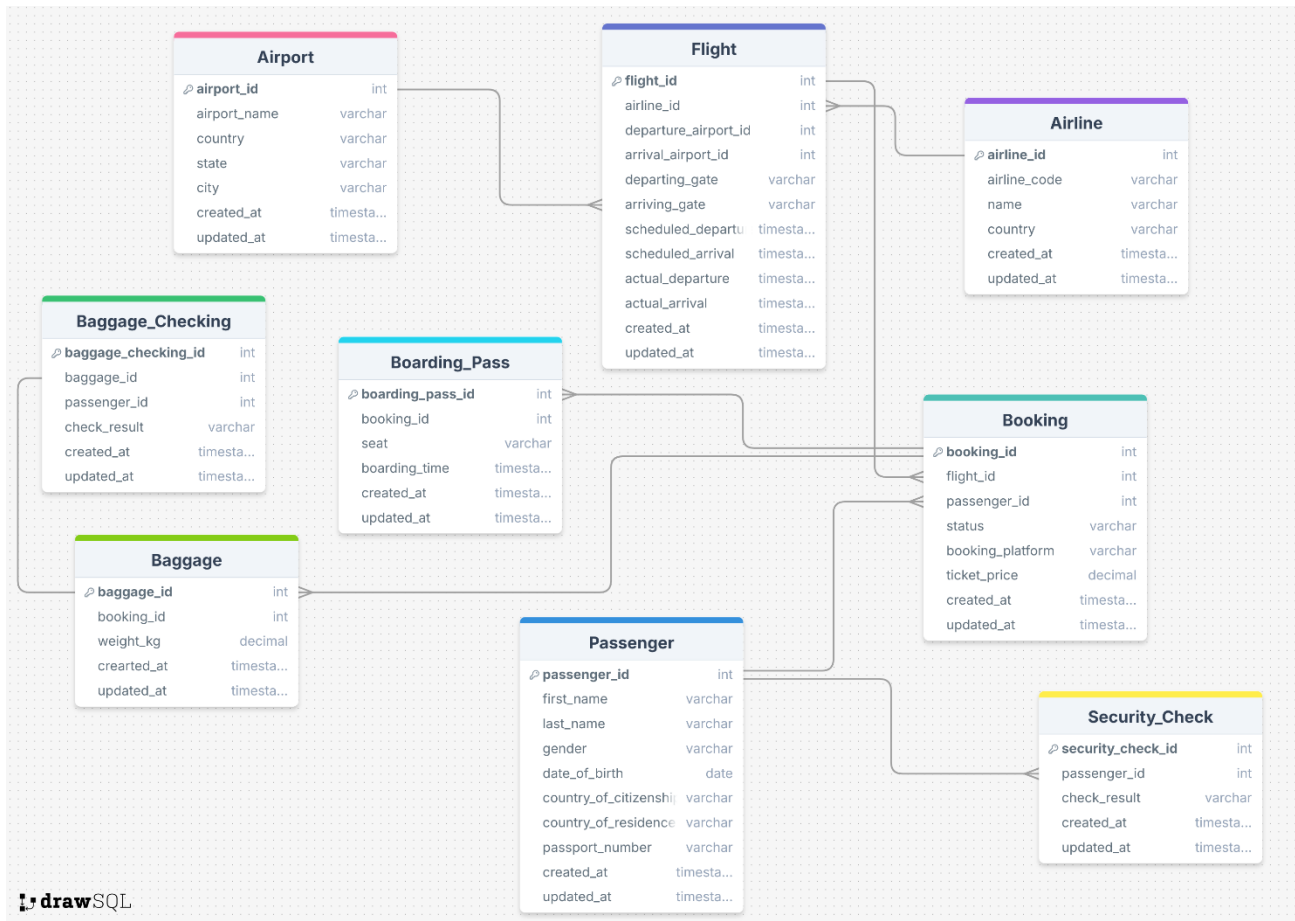 Airport
airport_id int
airport_name varchar
country varchar
state varchar
city varchar
created_at timesta...
updated_at timesta...
Flight
flight_id int
airline_id int
departure_airport_id int
arrival_airport_id int
departing_gate varchar
arriving_gate varchar
scheduled_departu timesta...
scheduled_arrival timesta...
actual_departure timesta...
actual_arrival timesta...
created_at timesta...
updated_at timesta...
Airline
airline_id int
airline_code varchar
name varchar
country varchar
created_at timesta...
updated_at timesta...
Baggage_Checking
baggage_checking_id int
baggage_id int
passenger_id int
check_result varchar
created_at timesta...
updated_at timesta...
Boarding_Pass
boarding_pass_id int
booking_id int
seat varchar
boarding_time timesta...
created_at timesta...
updated_at timesta...
Booking
booking_id int
flight_id int
passenger_id int
status varchar
booking_platform varchar
ticket_price decimal
created_at timesta...
updated_at timesta...
Baggage
baggage_id int
booking_id int
weight_kg decimal
crearted_at timesta...
updated_at timesta...
Passenger
passenger_id int
first_name varchar
last_name varchar
gender varchar
date_of_birth date
country_of_citizenshi varchar
country_of_residence varchar
passport_number varchar
created_at timesta...
updated_at timesta...
Security_Check
security_check_id int
passenger_id int
check_result varchar
created_at timesta...
updated_at timesta...
drawSQL